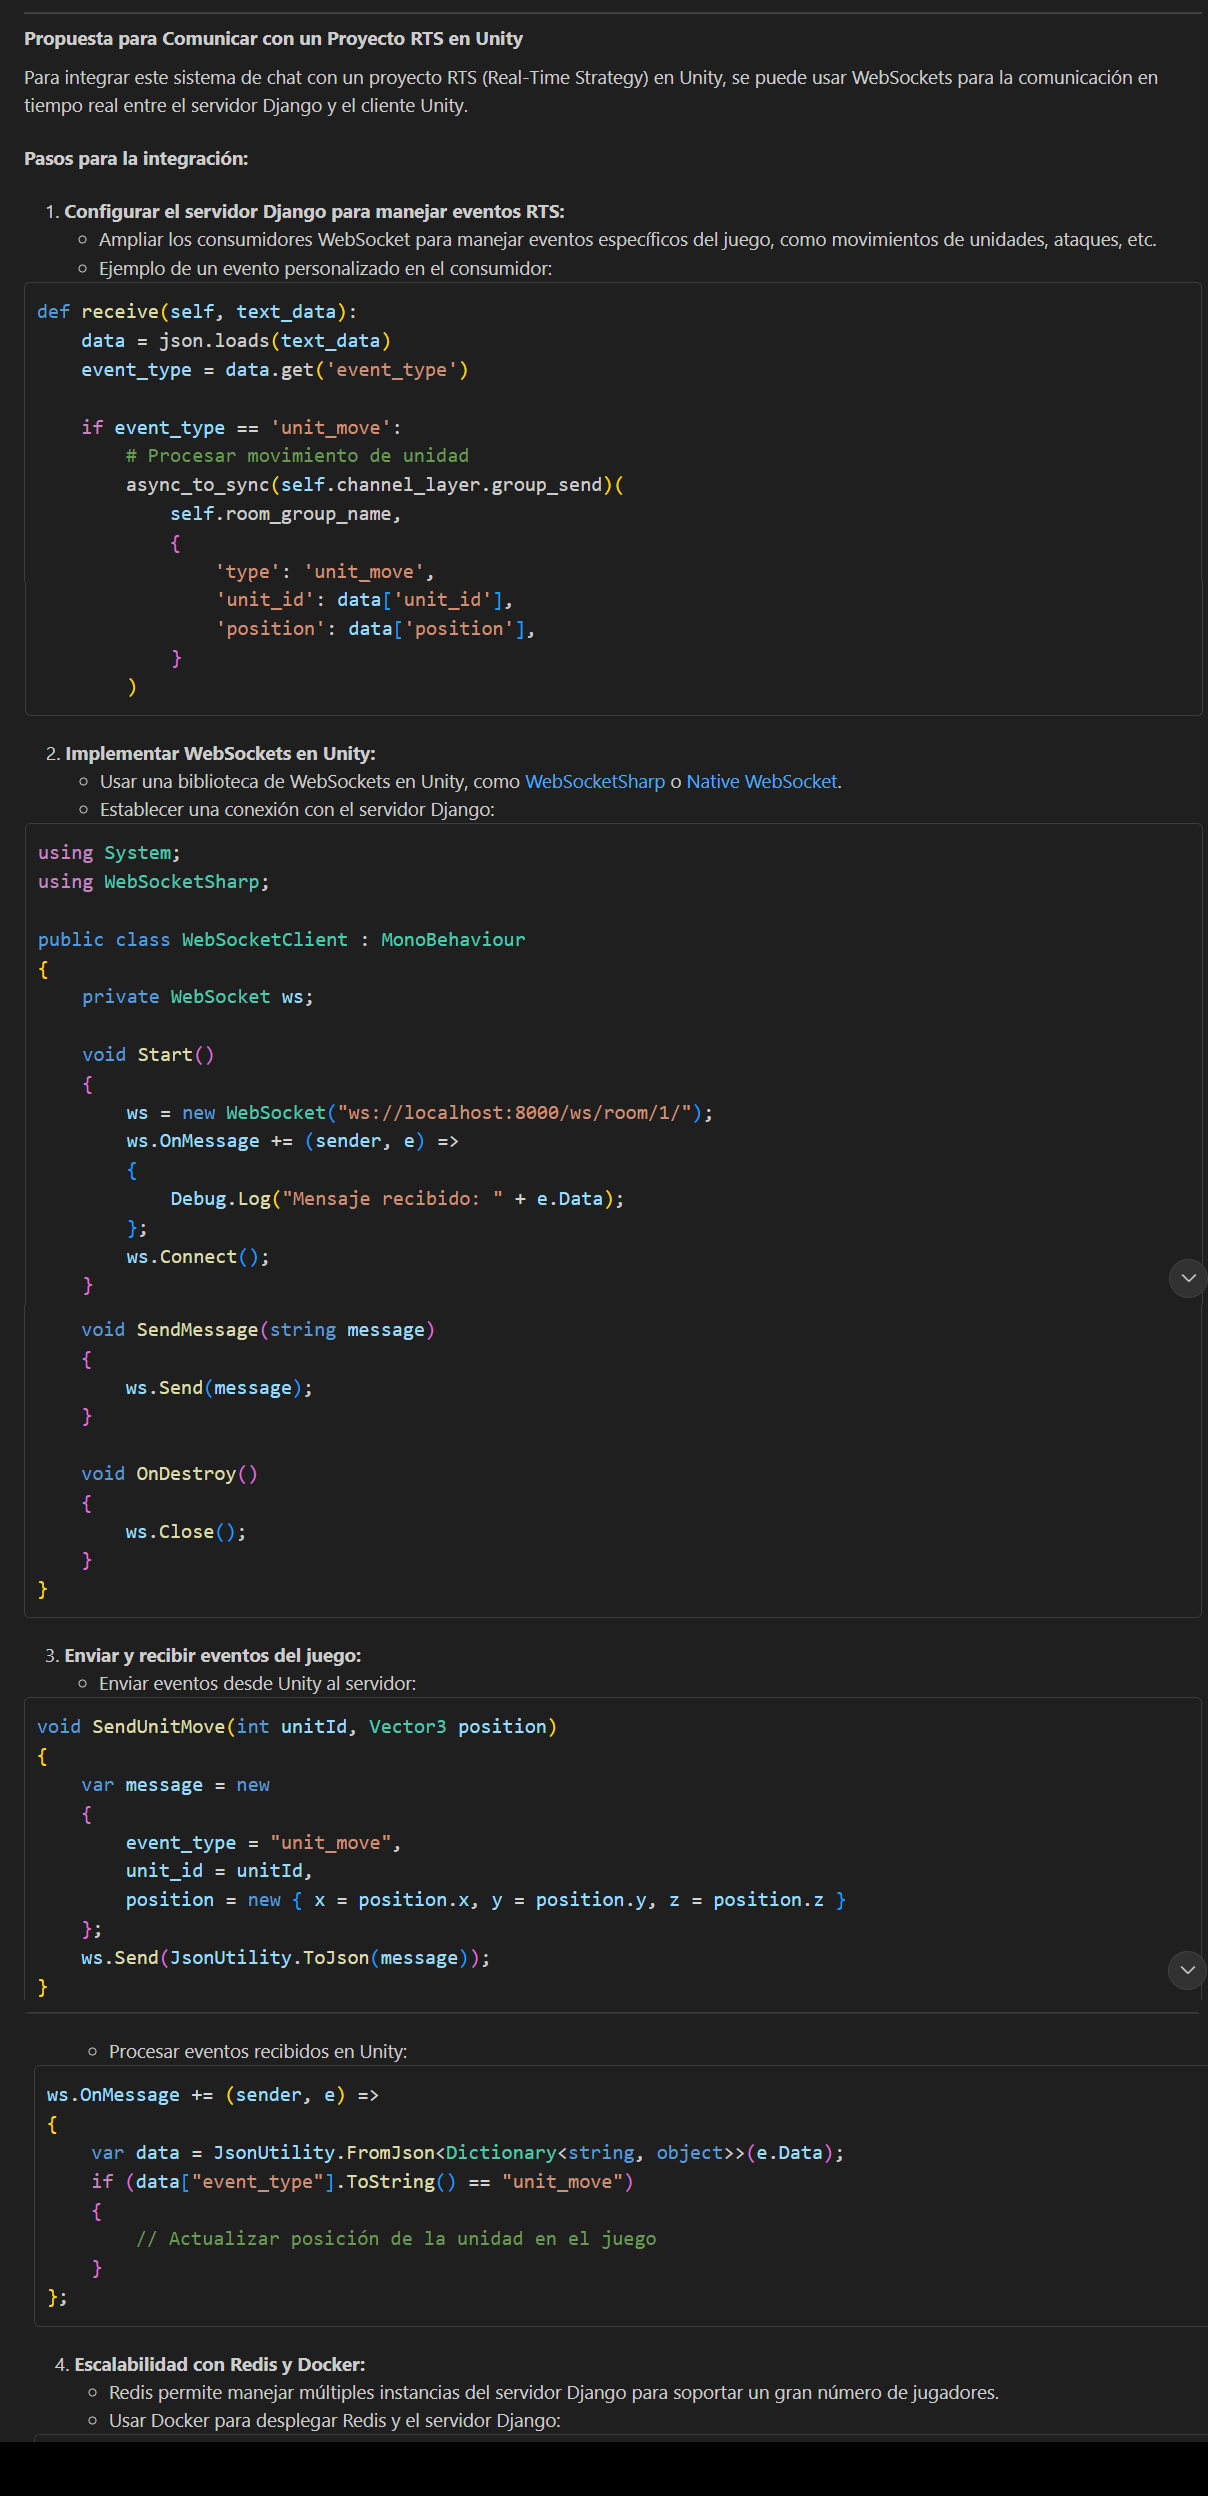 Propuesta para Comunicar con un Proyecto RTS en Unity
Para integrar este sistema de chat con un proyecto RTS (Real-Time Strategy) en Unity, se puede usar WebSockets para la comunicación en
tiempo real entre el servidor Django y el cliente Unity.
Pasos para la integración:
1. Configurar el servidor Django para manejar eventos RTS:
○ Ampliar los consumidores WebSocket para manejar eventos específicos del juego, como movimientos de unidades, ataques, etc.
○ Ejemplo de un evento personalizado en el consumidor:
def receive(self, text_data):
    data = json.loads(text_data)
    event_type = data.get('event_type')

    if event_type == 'unit_move':
        # Procesar movimiento de unidad
        async_to_sync(self.channel_layer.group_send)(
            self.room_group_name,
            {
                'type': 'unit_move',
                'unit_id': data['unit_id'],
                'position': data['position'],
            }
        )
2. Implementar WebSockets en Unity:
○ Usar una biblioteca de WebSockets en Unity, como WebSocketSharp o Native WebSocket.
○ Establecer una conexión con el servidor Django:
using System;
using WebSocketSharp;

public class WebSocketClient : MonoBehaviour
{
    private WebSocket ws;

    void Start()
    {
        ws = new WebSocket("ws://localhost:8000/ws/room/1/");
        ws.OnMessage += (sender, e) =>
        {
            Debug.Log("Mensaje recibido: " + e.Data);
        };
        ws.Connect();
    }
    void SendMessage(string message)
    {
        ws.Send(message);
    }

    void OnDestroy()
    {
        ws.Close();
    }
}
3. Enviar y recibir eventos del juego:
○ Enviar eventos desde Unity al servidor:
void SendUnitMove(int unitId, Vector3 position)
{
    var message = new
    {
        event_type = "unit_move",
        unit_id = unitId,
        position = new { x = position.x, y = position.y, z = position.z }
    };
    ws.Send(JsonUtility.ToJson(message));
}
○ Procesar eventos recibidos en Unity:
ws.OnMessage += (sender, e) =>
{
    var data = JsonUtility.FromJson<Dictionary<string, object>>(e.Data);
    if (data["event_type"].ToString() == "unit_move")
    {
        // Actualizar posición de la unidad en el juego
    }
};
4. Escalabilidad con Redis y Docker:
○ Redis permite manejar múltiples instancias del servidor Django para soportar un gran número de jugadores.
○ Usar Docker para desplegar Redis y el servidor Django: